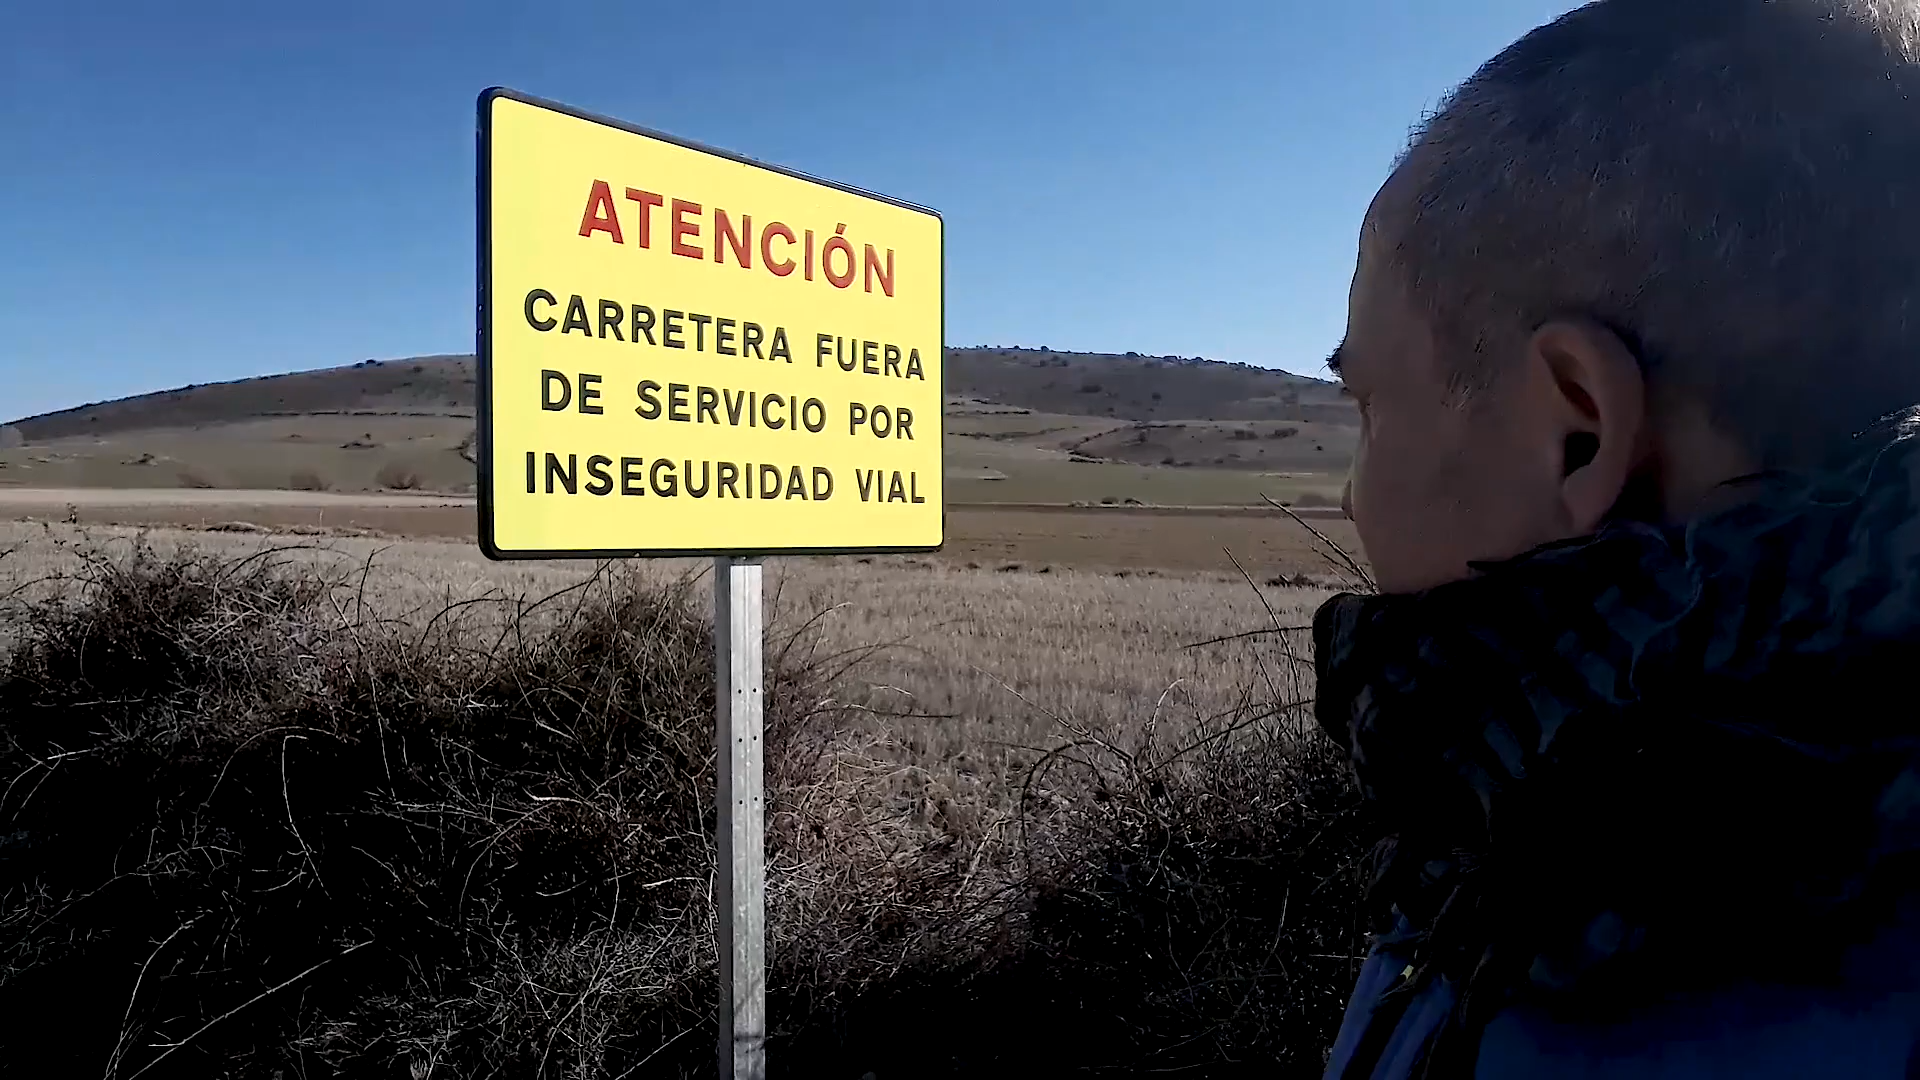 ATENCIÓN
CARRETERA FUERA
DE SERVICIO POR
INSEGURIDAD VIAL